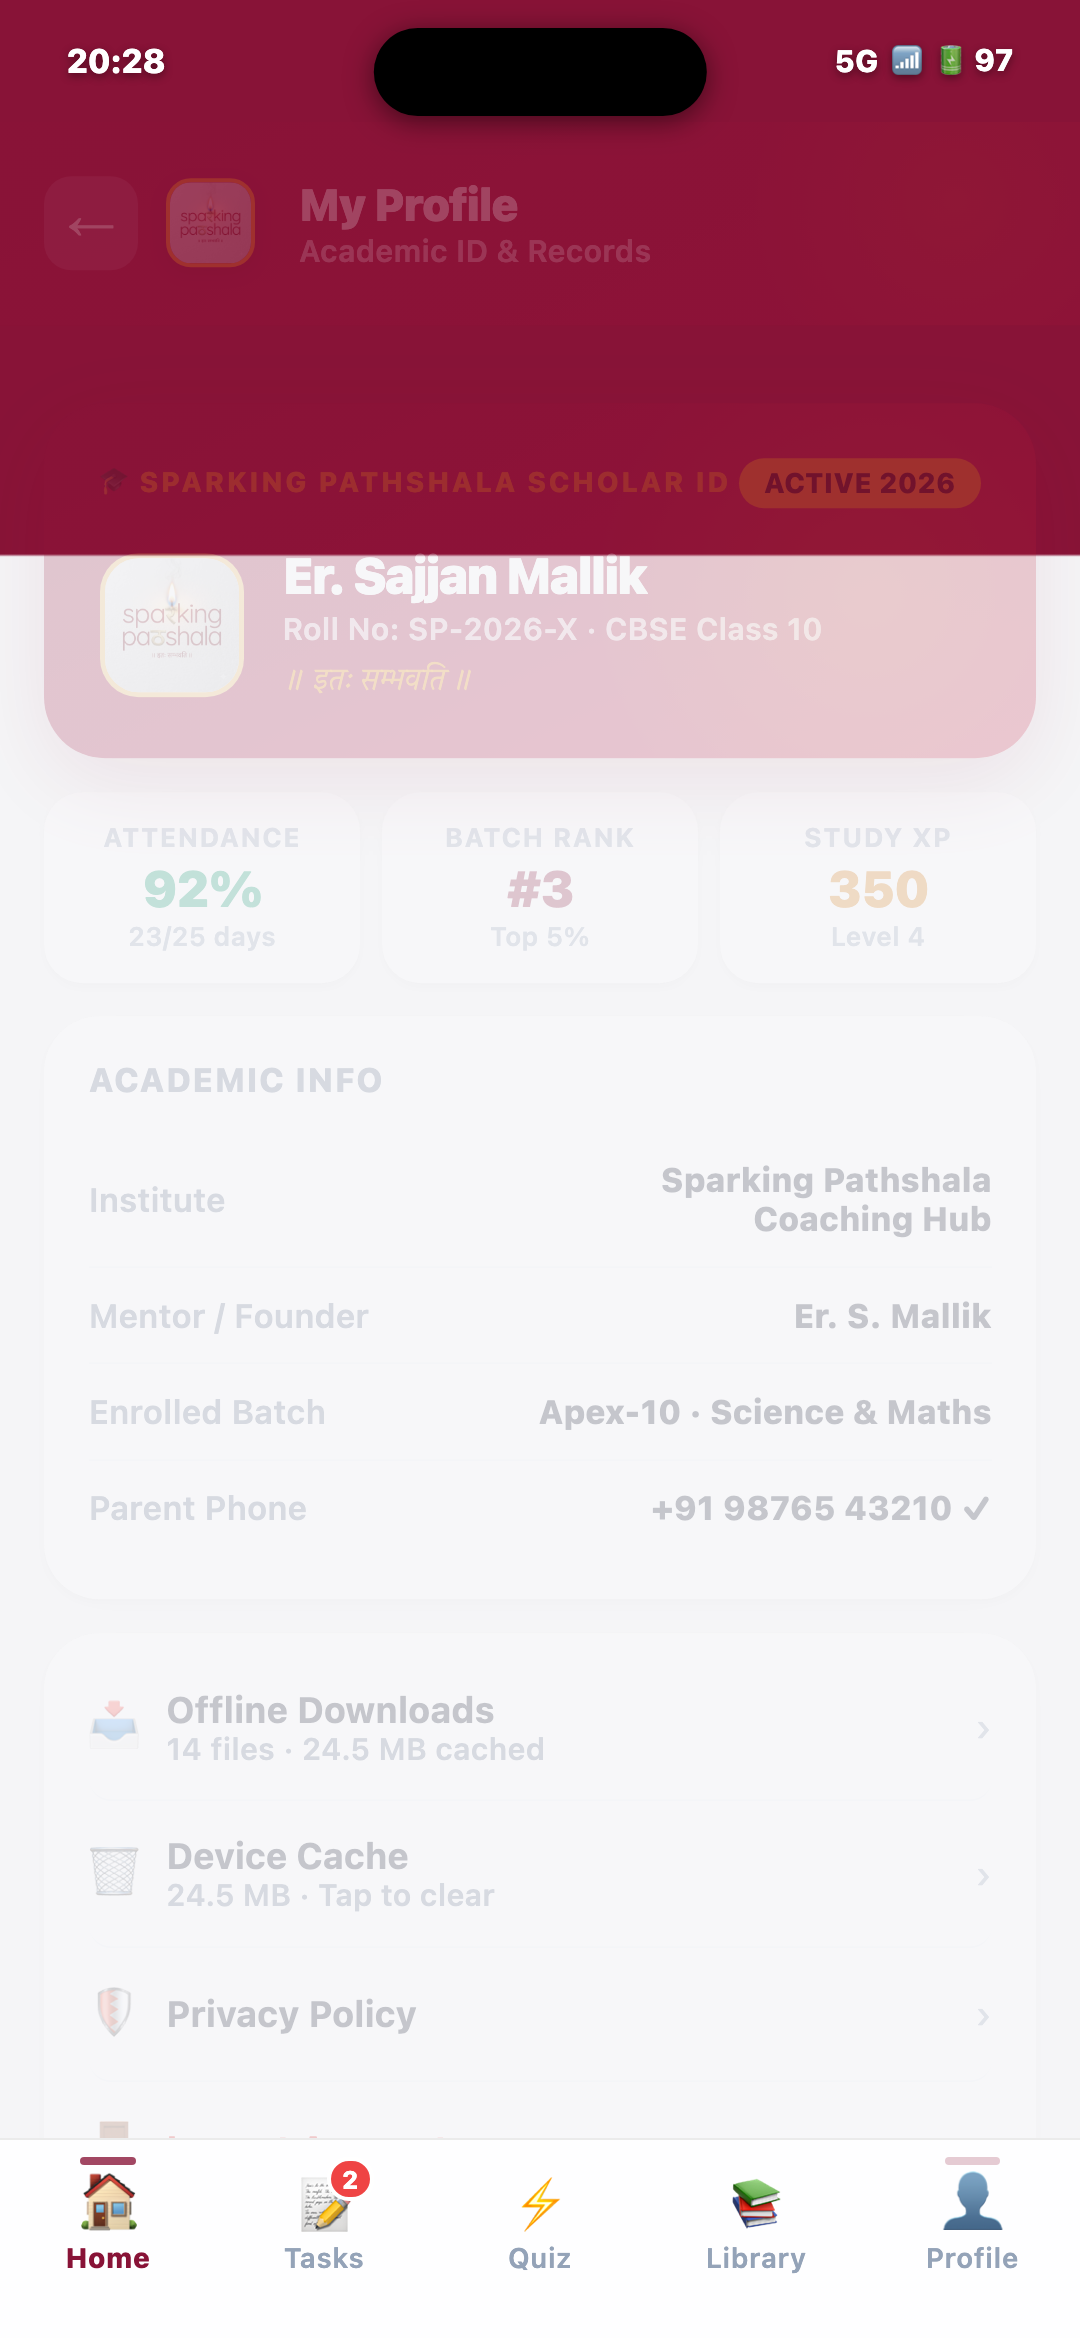 20:28
5G 97
←
sparking
My Profile
Academic ID & Records
SPARKING PATHSHALA SCHOLAR ID ACTIVE 2026
sparking
Er. Sajjan Mallik
Roll No: SP-2026-X · CBSE Class 10
॥ इतः सम्भवति ॥
ATTENDANCE BATCH RANK STUDY XP
92% #3 350
23/25 days Top 5% Level 4
ACADEMIC INFO
Institute Sparking Pathshala
Coaching Hub
Mentor / Founder Er. S. Mallik
Enrolled Batch Apex-10 · Science & Maths
Parent Phone +91 98765 43210 ✓
Offline Downloads
14 files · 24.5 MB cached ›
Device Cache
24.5 MB · Tap to clear ›
Privacy Policy ›
2
Home Tasks Quiz Library Profile